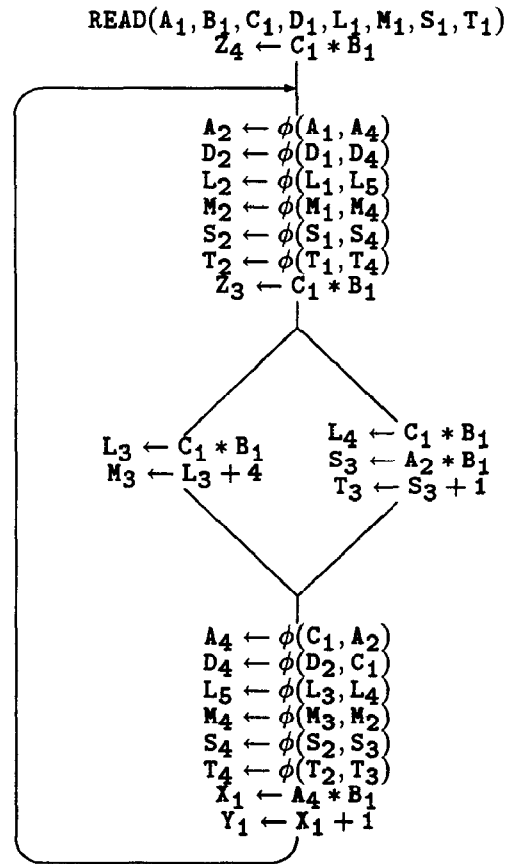 READ(A₁,B₁,C₁,D₁,L₁,M₁,S₁,T₁)
Z₄ ← C₁*B₁
A₂ ← ϕ(A₁,A₄)
D₂ ← ϕ(D₁,D₄)
L₂ ← ϕ(L₁,L₅)
M₂ ← ϕ(M₁,M₄)
S₂ ← ϕ(S₁,S₄)
T₂ ← ϕ(T₁,T₄)
Z₃ ← C₁*B₁
L₃ ← C₁*B₁
M₃ ← L₃+4
L₄ ← C₁*B₁
S₃ ← A₂*B₁
T₃ ← S₃+1
A₄ ← ϕ(C₁,A₂)
D₄ ← ϕ(D₂,C₁)
L₅ ← ϕ(L₃,L₄)
M₄ ← ϕ(M₃,M₂)
S₄ ← ϕ(S₂,S₃)
T₄ ← ϕ(T₂,T₃)
X₁ ← A₄*B₁
Y₁ ← X₁+1